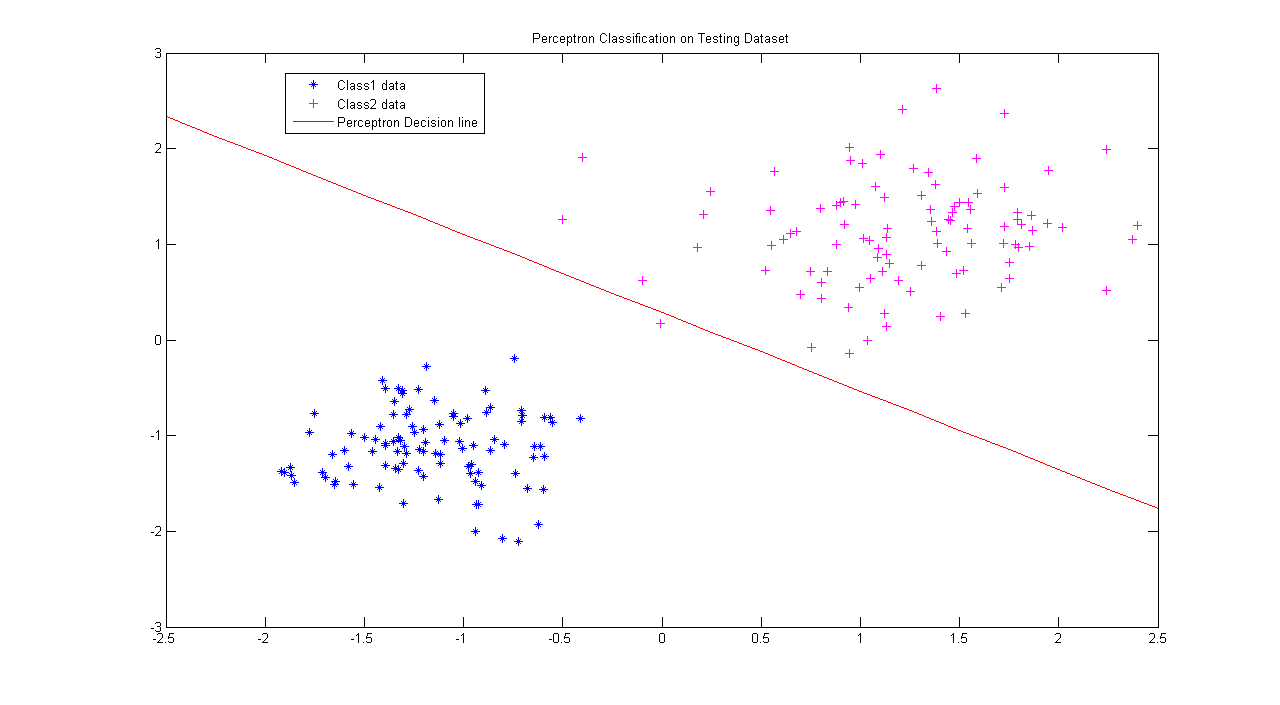 Perceptron Classification on Testing Dataset
3
Class1 data
Class2 data
Perceptron Decision line
2
1
0
-1
-2
-3
-2.5 -2 -1.5 -1 -0.5 0 0.5 1 1.5 2 2.5